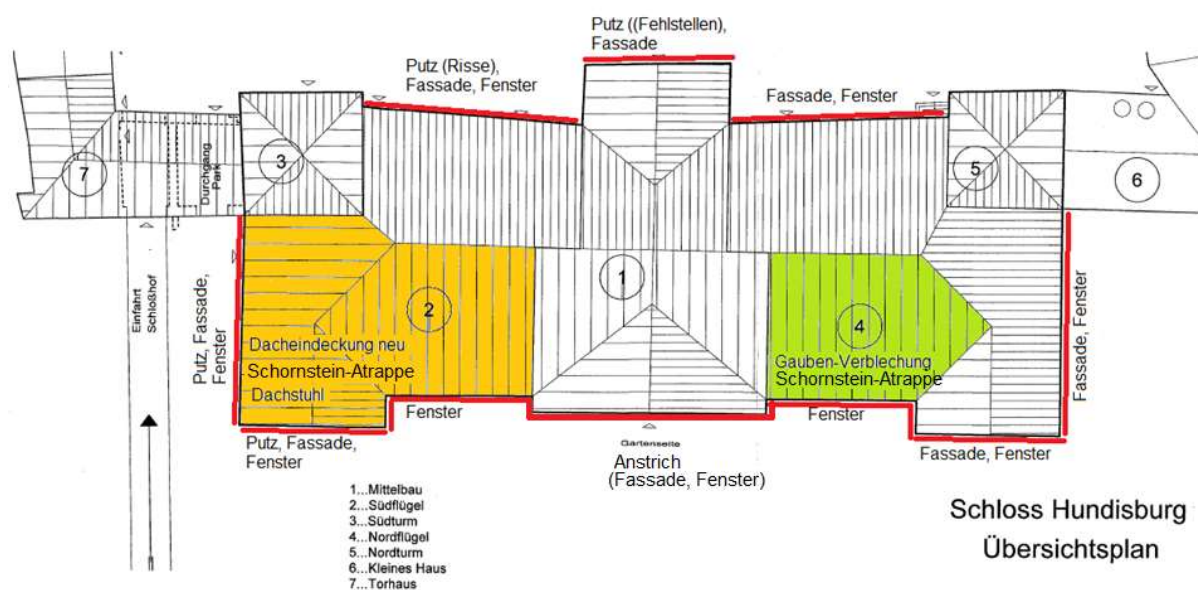 Putz ((Fehlstellen),
Fassade
Putz (Risse),
Fassade, Fenster
Fassade, Fenster
7
Durchgang
Park
3
5
6
Einfahrt
Schloßhof
Putz, Fassade,
Fenster
1
2
4
Dacheindeckung neu
Schornstein-Atrappe
Dachstuhl
Gauben-Verblechung
Schornstein-Atrappe
Fassade, Fenster
Fenster
Fenster
Putz, Fassade,
Fenster
Gartenseite
Anstrich
(Fassade, Fenster)
Fassade, Fenster
1...Mittelbau
2...Südflügel
3...Südturm
4...Nordflügel
5...Nordturm
6...Kleines Haus
7...Torhaus
Schloss Hundisburg
Übersichtsplan